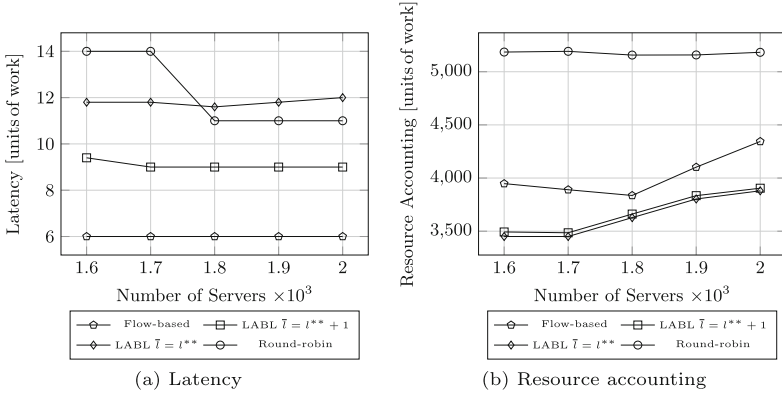 14
12
10
8
6
Latency [units of work]
1.6 1.7 1.8 1.9 2
Number of Servers ×10³
Flow-based LABL l̅ = l** + 1
LABL l̅ = l** Round-robin
(a) Latency
5,000
4,500
4,000
3,500
Resource Accounting [units of work]
1.6 1.7 1.8 1.9 2
Number of Servers ×10³
Flow-based LABL l̅ = l** + 1
LABL l̅ = l** Round-robin
(b) Resource accounting